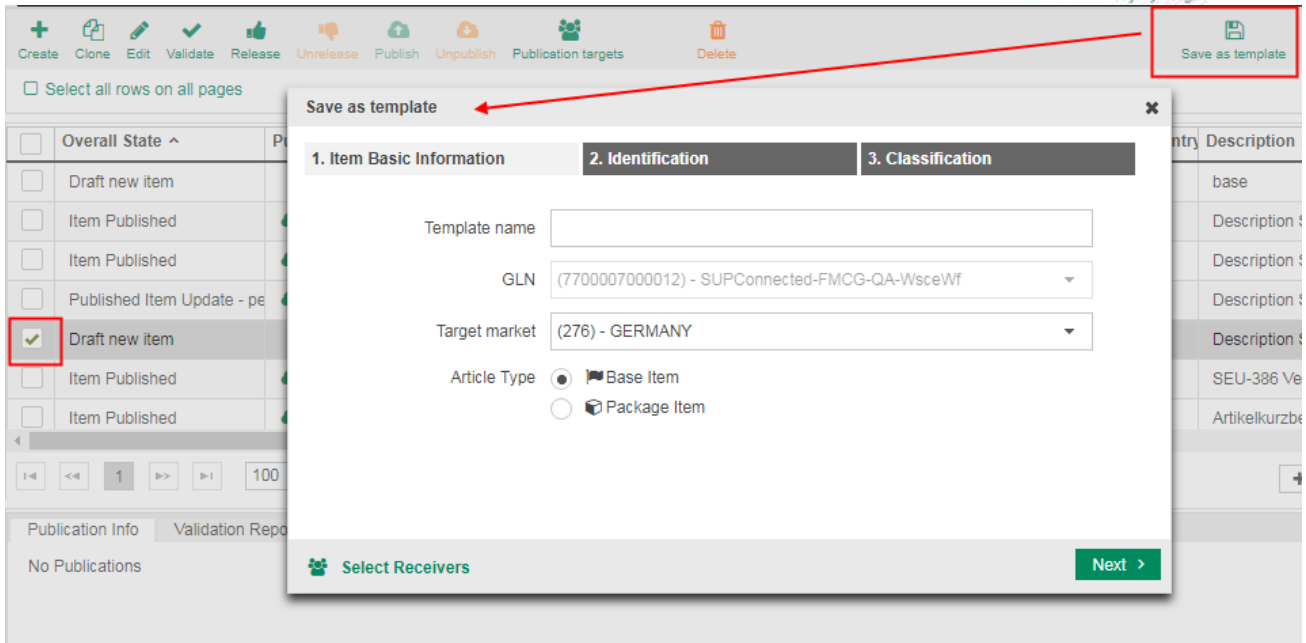 Create Clone Edit Validate Release Unrelease Publish Unpublish Publication targets Delete Save as template
Select all rows on all pages
Save as template
Overall State
Description
1. Item Basic Information 2. Identification 3. Classification
Draft new item base
Item Published Description
Item Published Description
Published Item Update - pe Description
Draft new item Description
Item Published SEU-386 Ve
Item Published Artikelkurzbe
Template name
GLN (7700007000012) - SUPConnected-FMCG-QA-WsceWf
Target market (276) - GERMANY
Article Type Base Item
Package Item
1 100
Publication Info Validation Repo
No Publications
Select Receivers Next >